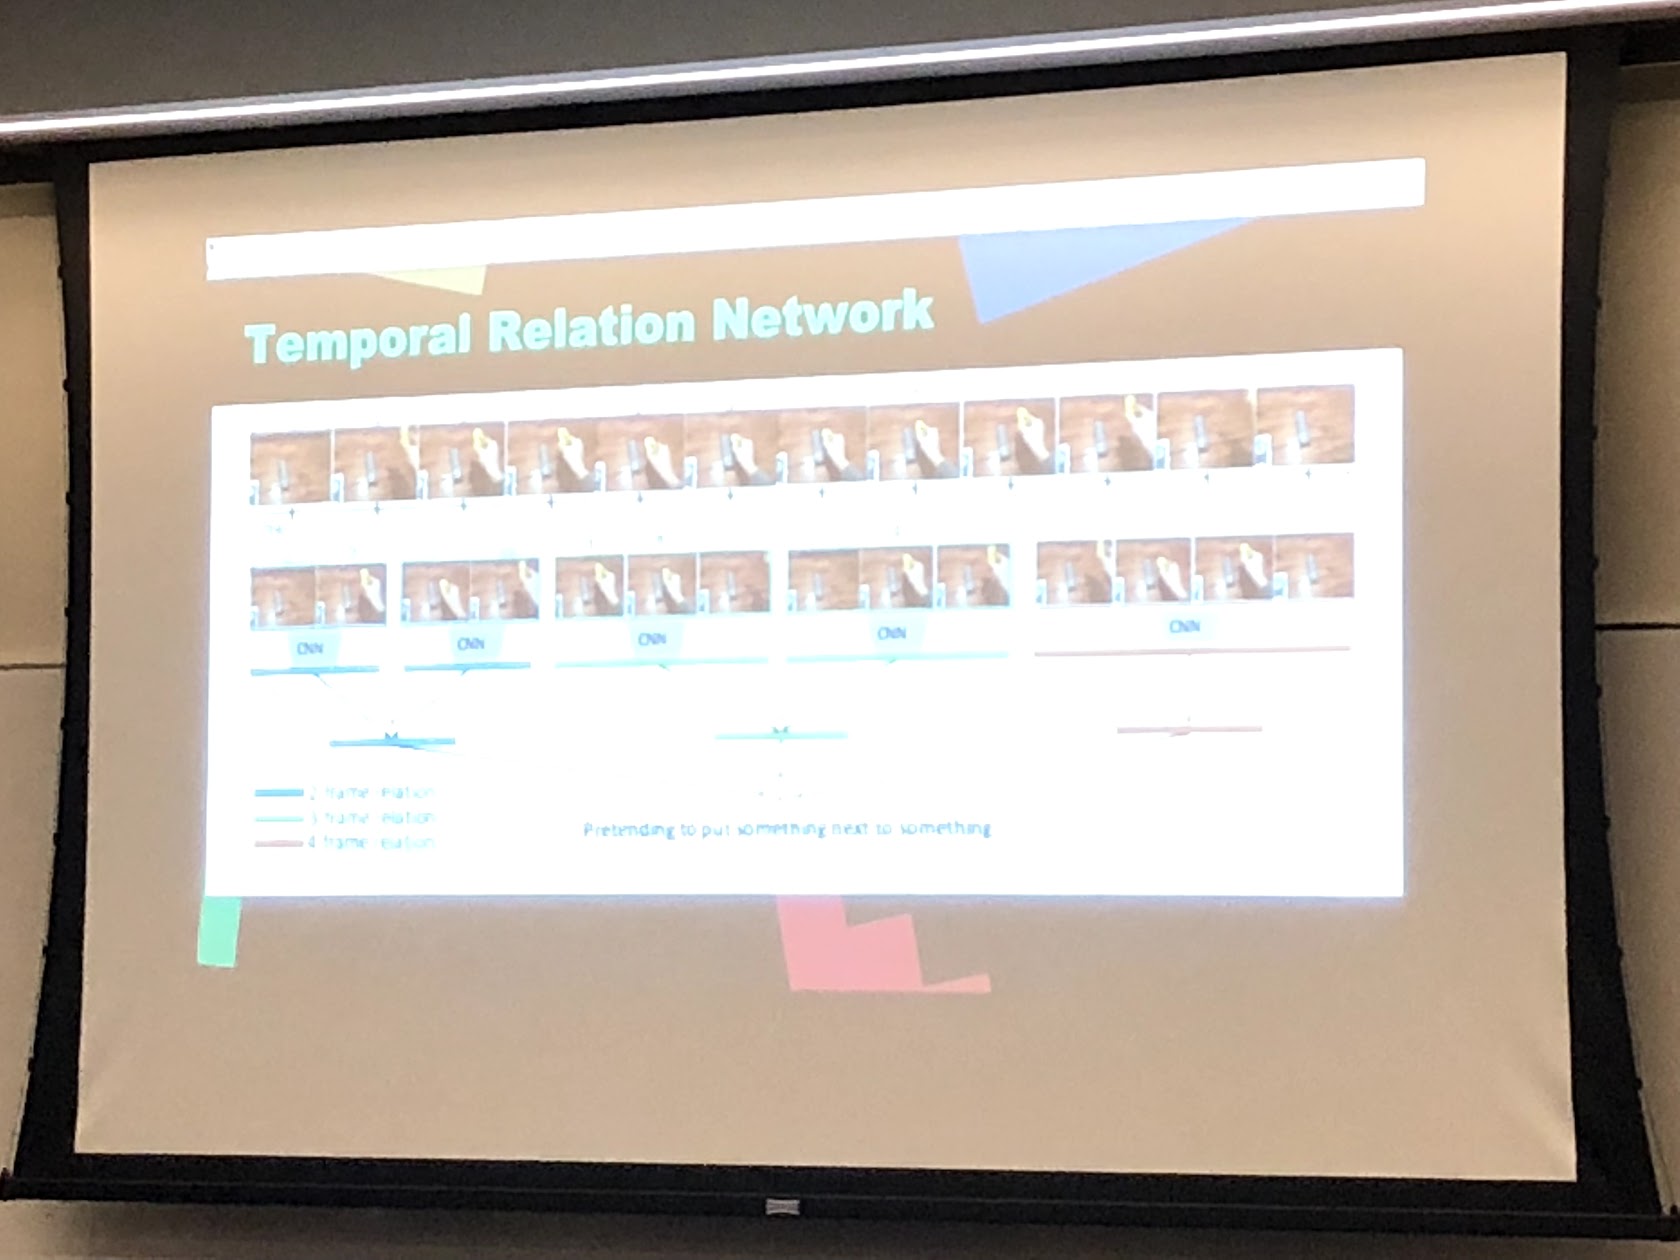 Temporal Relation Network
CNN
CNN
CNN
CNN
CNN
2 frame relation
3 frame relation
4 frame relation
Pretending to put something next to something